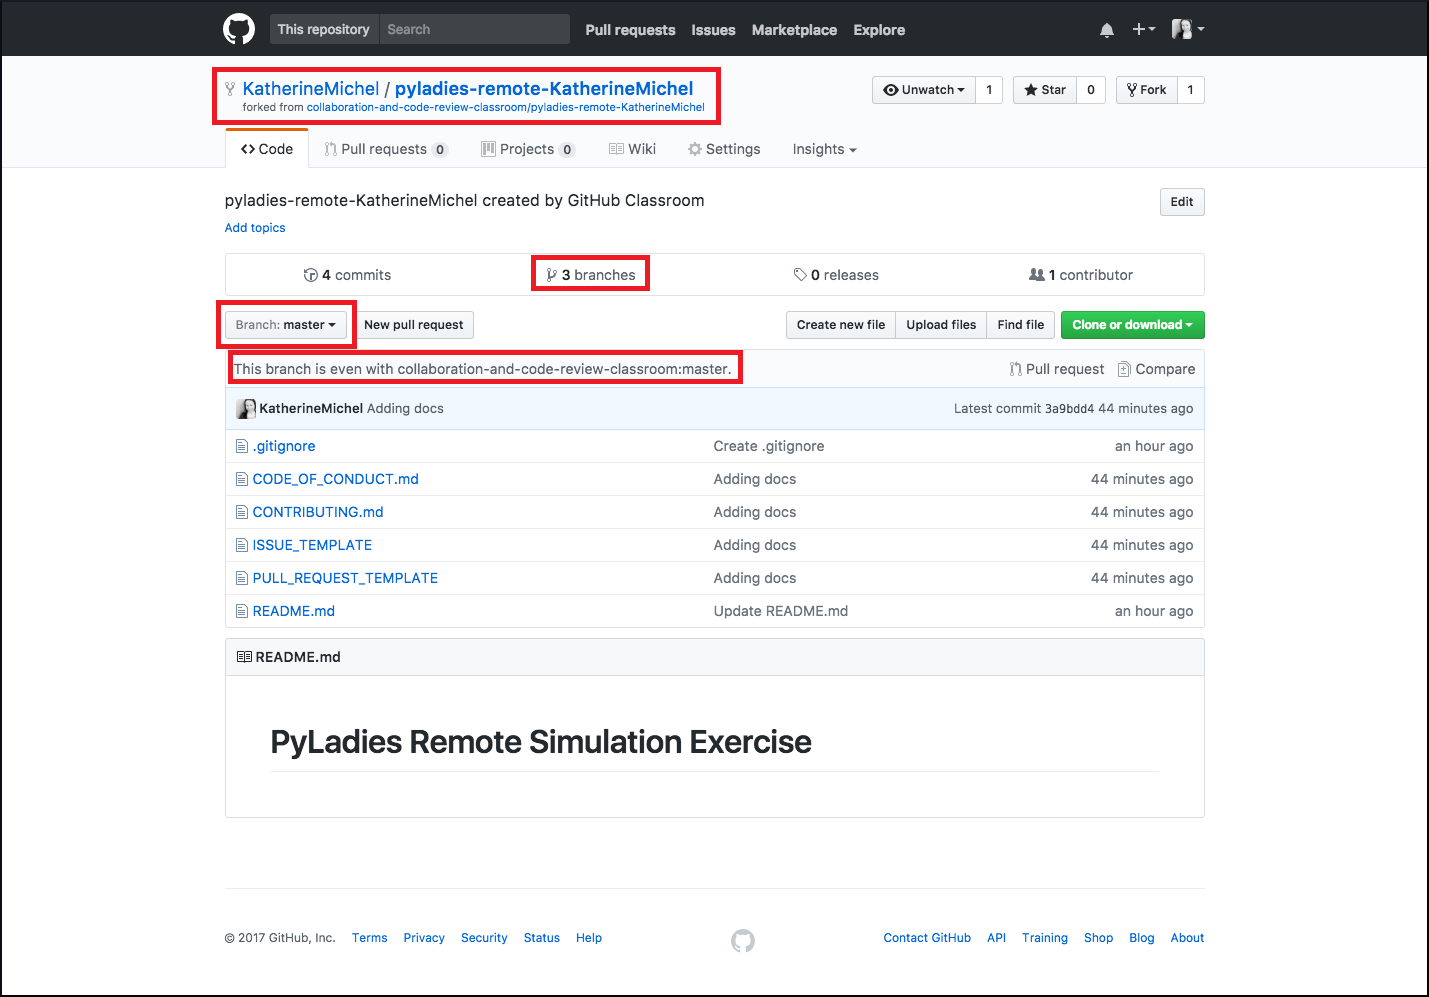 This repository Search Pull requests Issues Marketplace Explore
KatherineMichel / pyladies-remote-KatherineMichel Unwatch 1 Star 0 Fork 1
forked from collaboration-and-code-review-classroom/pyladies-remote-KatherineMichel
<> Code Pull requests 0 Projects 0 Wiki Settings Insights
pyladies-remote-KatherineMichel created by GitHub Classroom Edit
Add topics
4 commits 3 branches 0 releases 1 contributor
Branch: master New pull request Create new file Upload files Find file Clone or download
This branch is even with collaboration-and-code-review-classroom:master. Pull request Compare
KatherineMichel Adding docs Latest commit 3a9bdd4 44 minutes ago
.gitignore Create .gitignore an hour ago
CODE_OF_CONDUCT.md Adding docs 44 minutes ago
CONTRIBUTING.md Adding docs 44 minutes ago
ISSUE_TEMPLATE Adding docs 44 minutes ago
PULL_REQUEST_TEMPLATE Adding docs 44 minutes ago
README.md Update README.md an hour ago
README.md
PyLadies Remote Simulation Exercise
© 2017 GitHub, Inc. Terms Privacy Security Status Help Contact GitHub API Training Shop Blog About